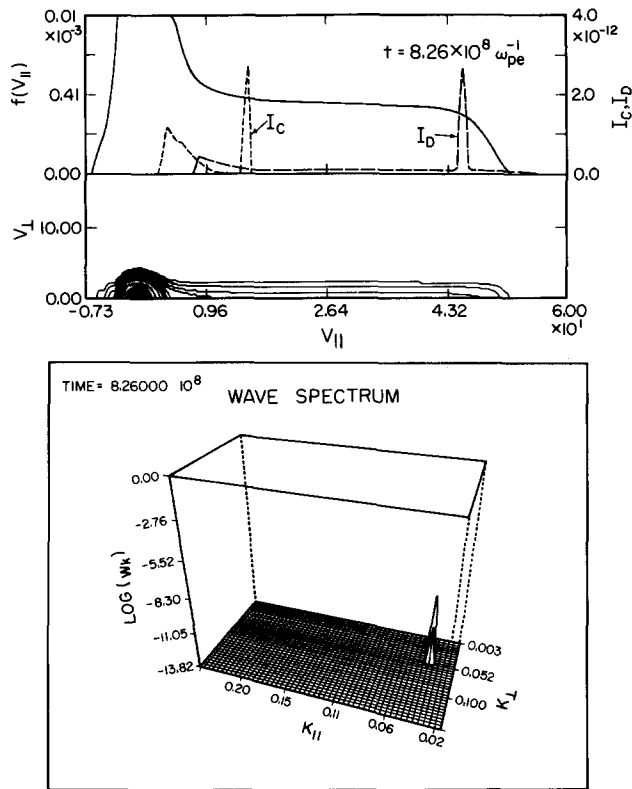 0.01
×10⁻³
4.0
×10⁻¹²
t = 8.26×10⁸ ω_pe⁻¹
f(V||)
0.41
2.0
I_C
I_D
I_C, I_D
0.00
0.0
V⊥
10.00
0.00
-0.73
0.96
2.64
4.32
6.00
×10¹
V||
TIME= 8.26000 10⁸
WAVE SPECTRUM
0.00
-2.76
-5.52
-8.30
-11.05
-13.82
LOG(Wk)
0.20
0.15
0.11
0.06
0.02
K||
0.003
0.052
0.100
K⊥